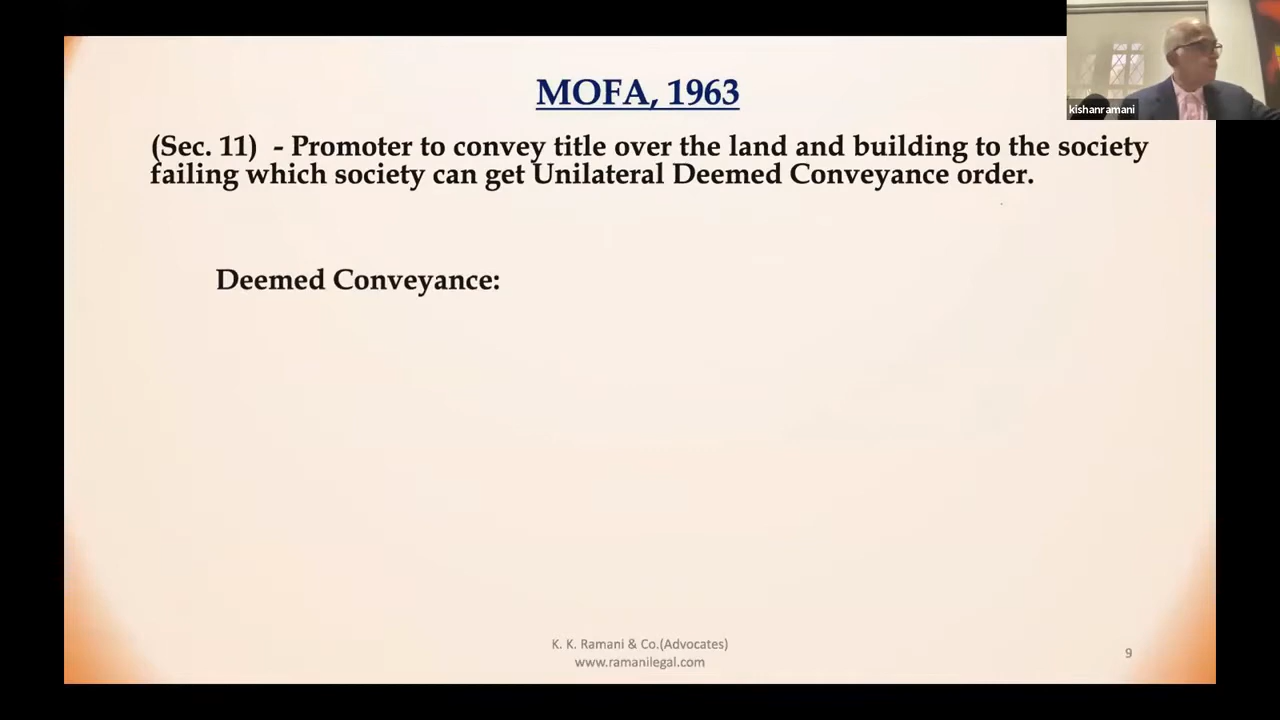 MOFA, 1963
kishanramani
(Sec. 11) - Promoter to convey title over the land and building to the society
failing which society can get Unilateral Deemed Conveyance order.
Deemed Conveyance:
K. K. Ramani & Co.(Advocates)
www.ramanilegal.com
9